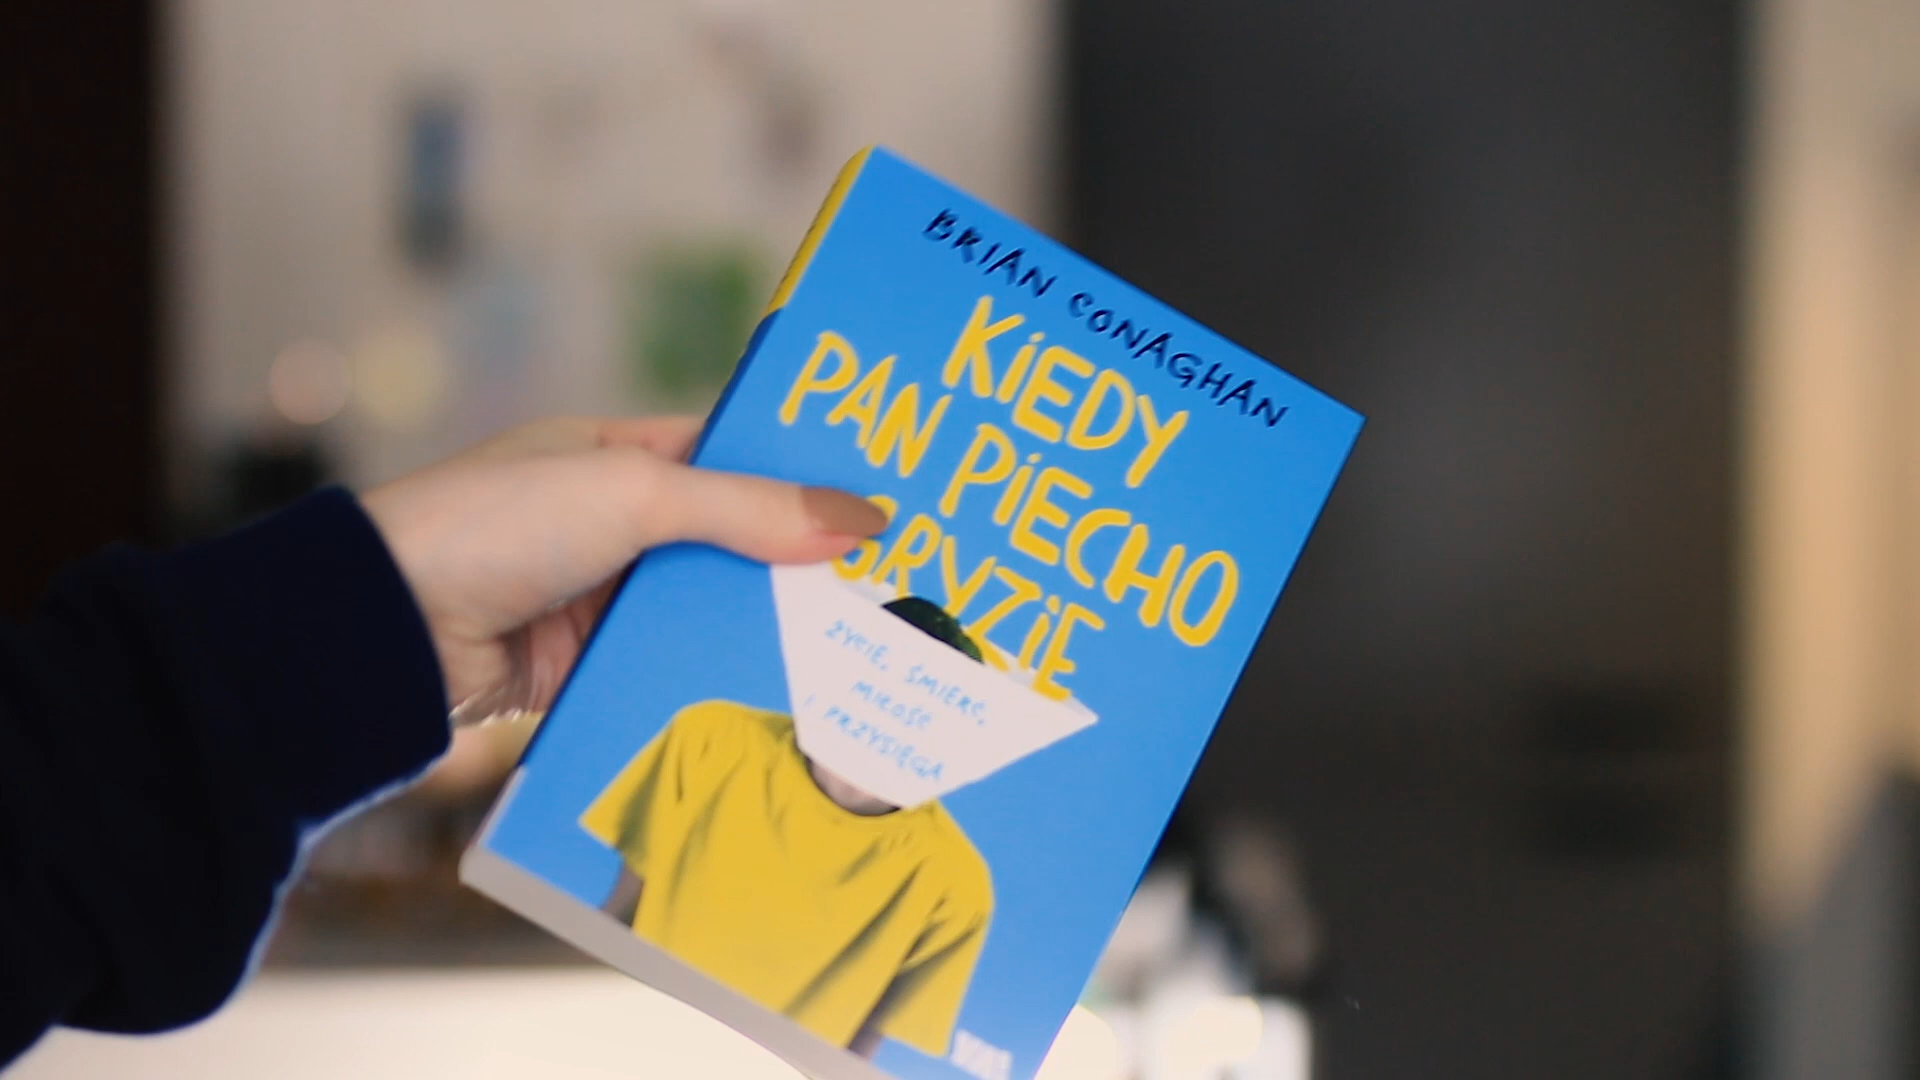 BRIAN CONAGHAN
KiEDY
PAN PiECHO
GRYZiE
ŻYCIE, ŚMIERĆ,
MIŁOŚĆ
I PRZYSIĘGA